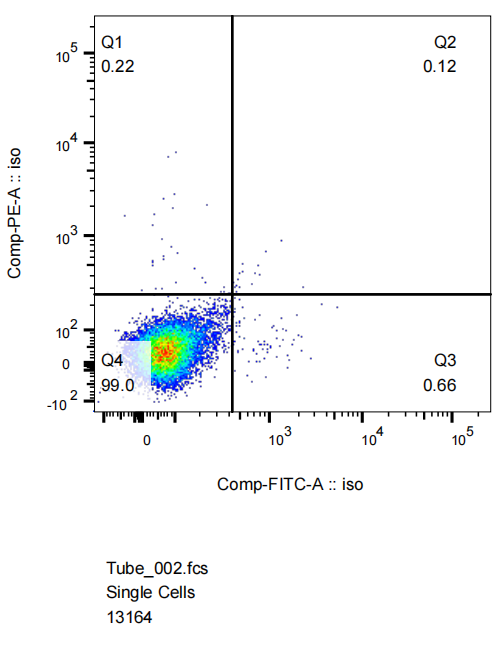 Q1
0.22
Q2
0.12
10^5
10^4
10^3
10^2
0
-10^2
Comp-PE-A :: iso
Q4
99.0
Q3
0.66
0
10^3
10^4
10^5
Comp-FITC-A :: iso
Tube_002.fcs
Single Cells
13164